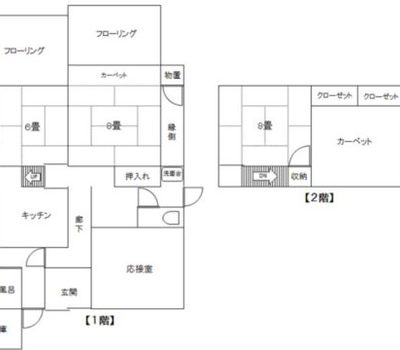 フローリング
フローリング
カーペット
物置
6畳
8畳
縁側
UP
押入れ
洗面台
キッチン
廊下
応接室
風呂
玄関
庫
【1階】
クローゼット
クローゼット
8畳
カーペット
DN
収納
【2階】